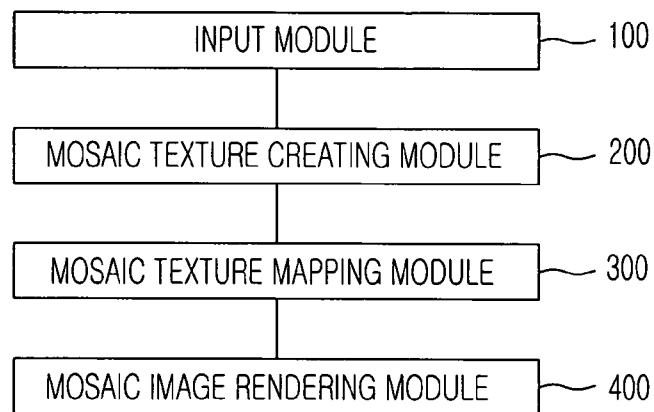 INPUT MODULE 100
MOSAIC TEXTURE CREATING MODULE 200
MOSAIC TEXTURE MAPPING MODULE 300
MOSAIC IMAGE RENDERING MODULE 400